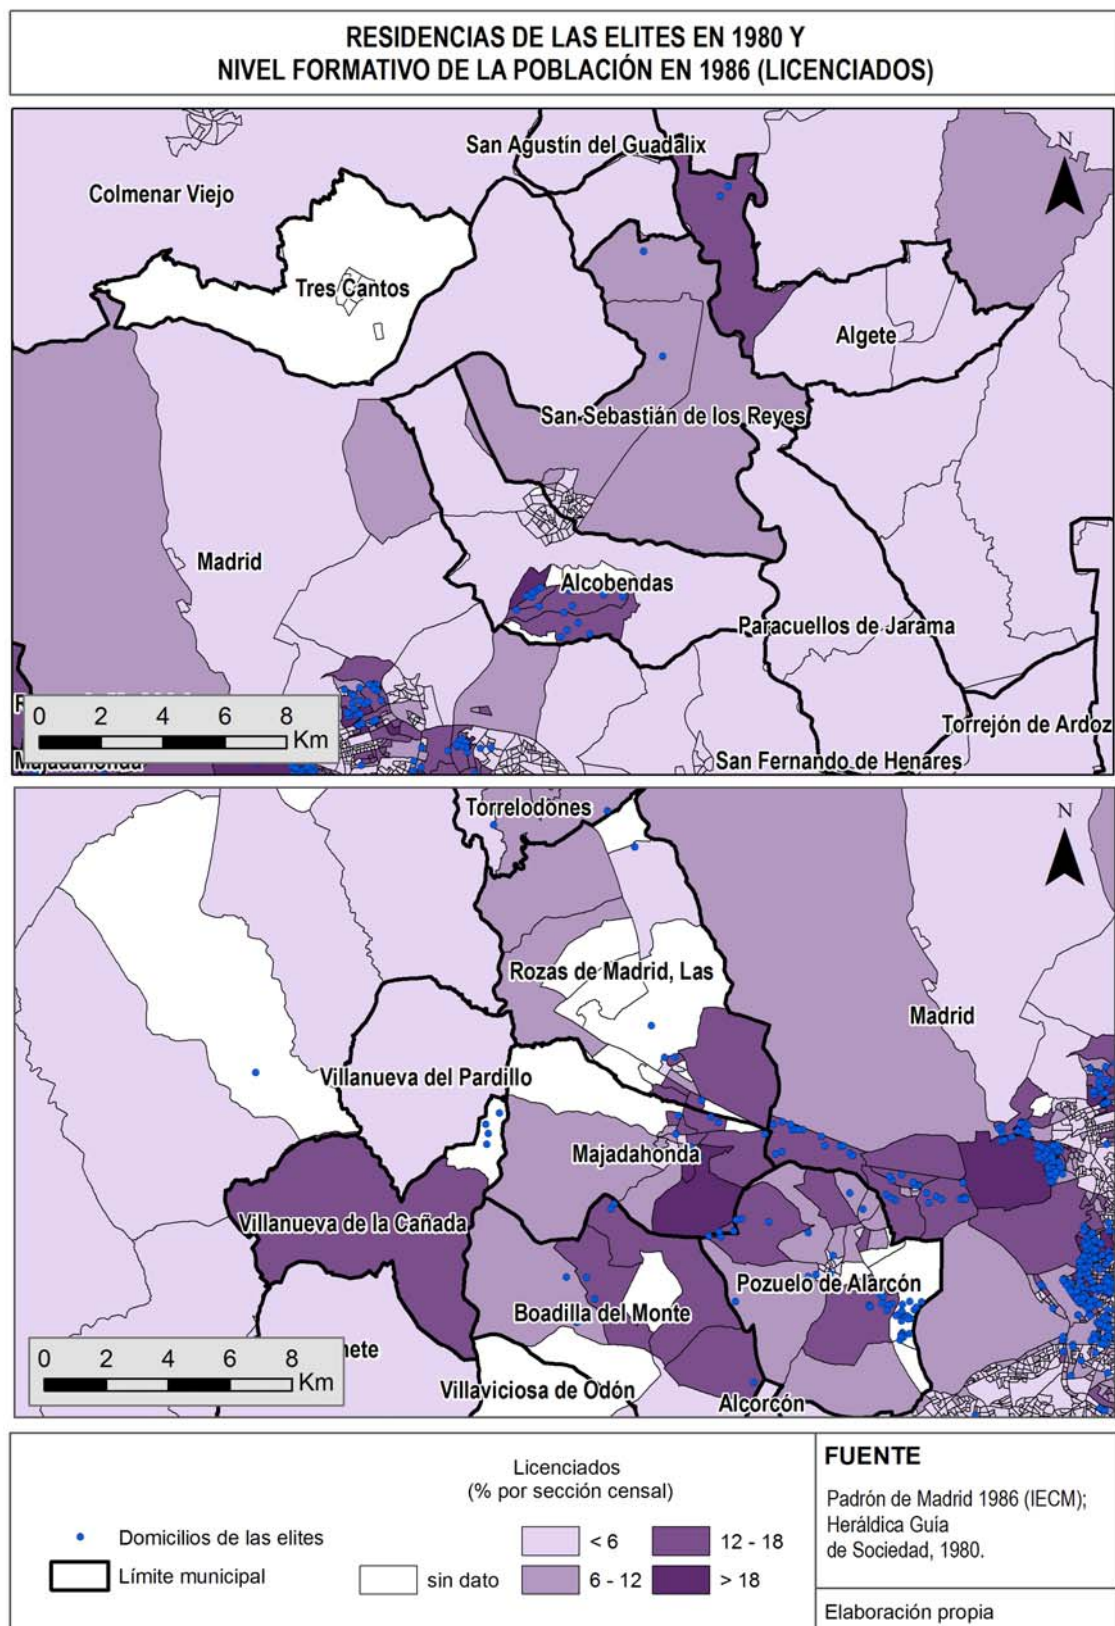 RESIDENCIAS DE LAS ELITES EN 1980 Y
NIVEL FORMATIVO DE LA POBLACIÓN EN 1986 (LICENCIADOS)
San Agustín del Guadalix
N
Colmenar Viejo
Tres Cantos
Algete
San Sebastián de los Reyes
Madrid
Alcobendas
Paracuellos de Jarama
0 2 4 6 8
Km
Torrejón de Ardoz
Majadahonda
San Fernando de Henares
Torrelodones
N
Rozas de Madrid, Las
Madrid
Villanueva del Pardillo
Majadahonda
Villanueva de la Cañada
Pozuelo de Alarcón
Boadilla del Monte
0 2 4 6 8
Km
Villaviciosa de Odón
Alcorcón
Licenciados
(% por sección censal)
Domicilios de las elites
Límite municipal
sin dato
< 6
6 - 12
12 - 18
> 18
FUENTE
Padrón de Madrid 1986 (IECM);
Heráldica Guía
de Sociedad, 1980.
Elaboración propia